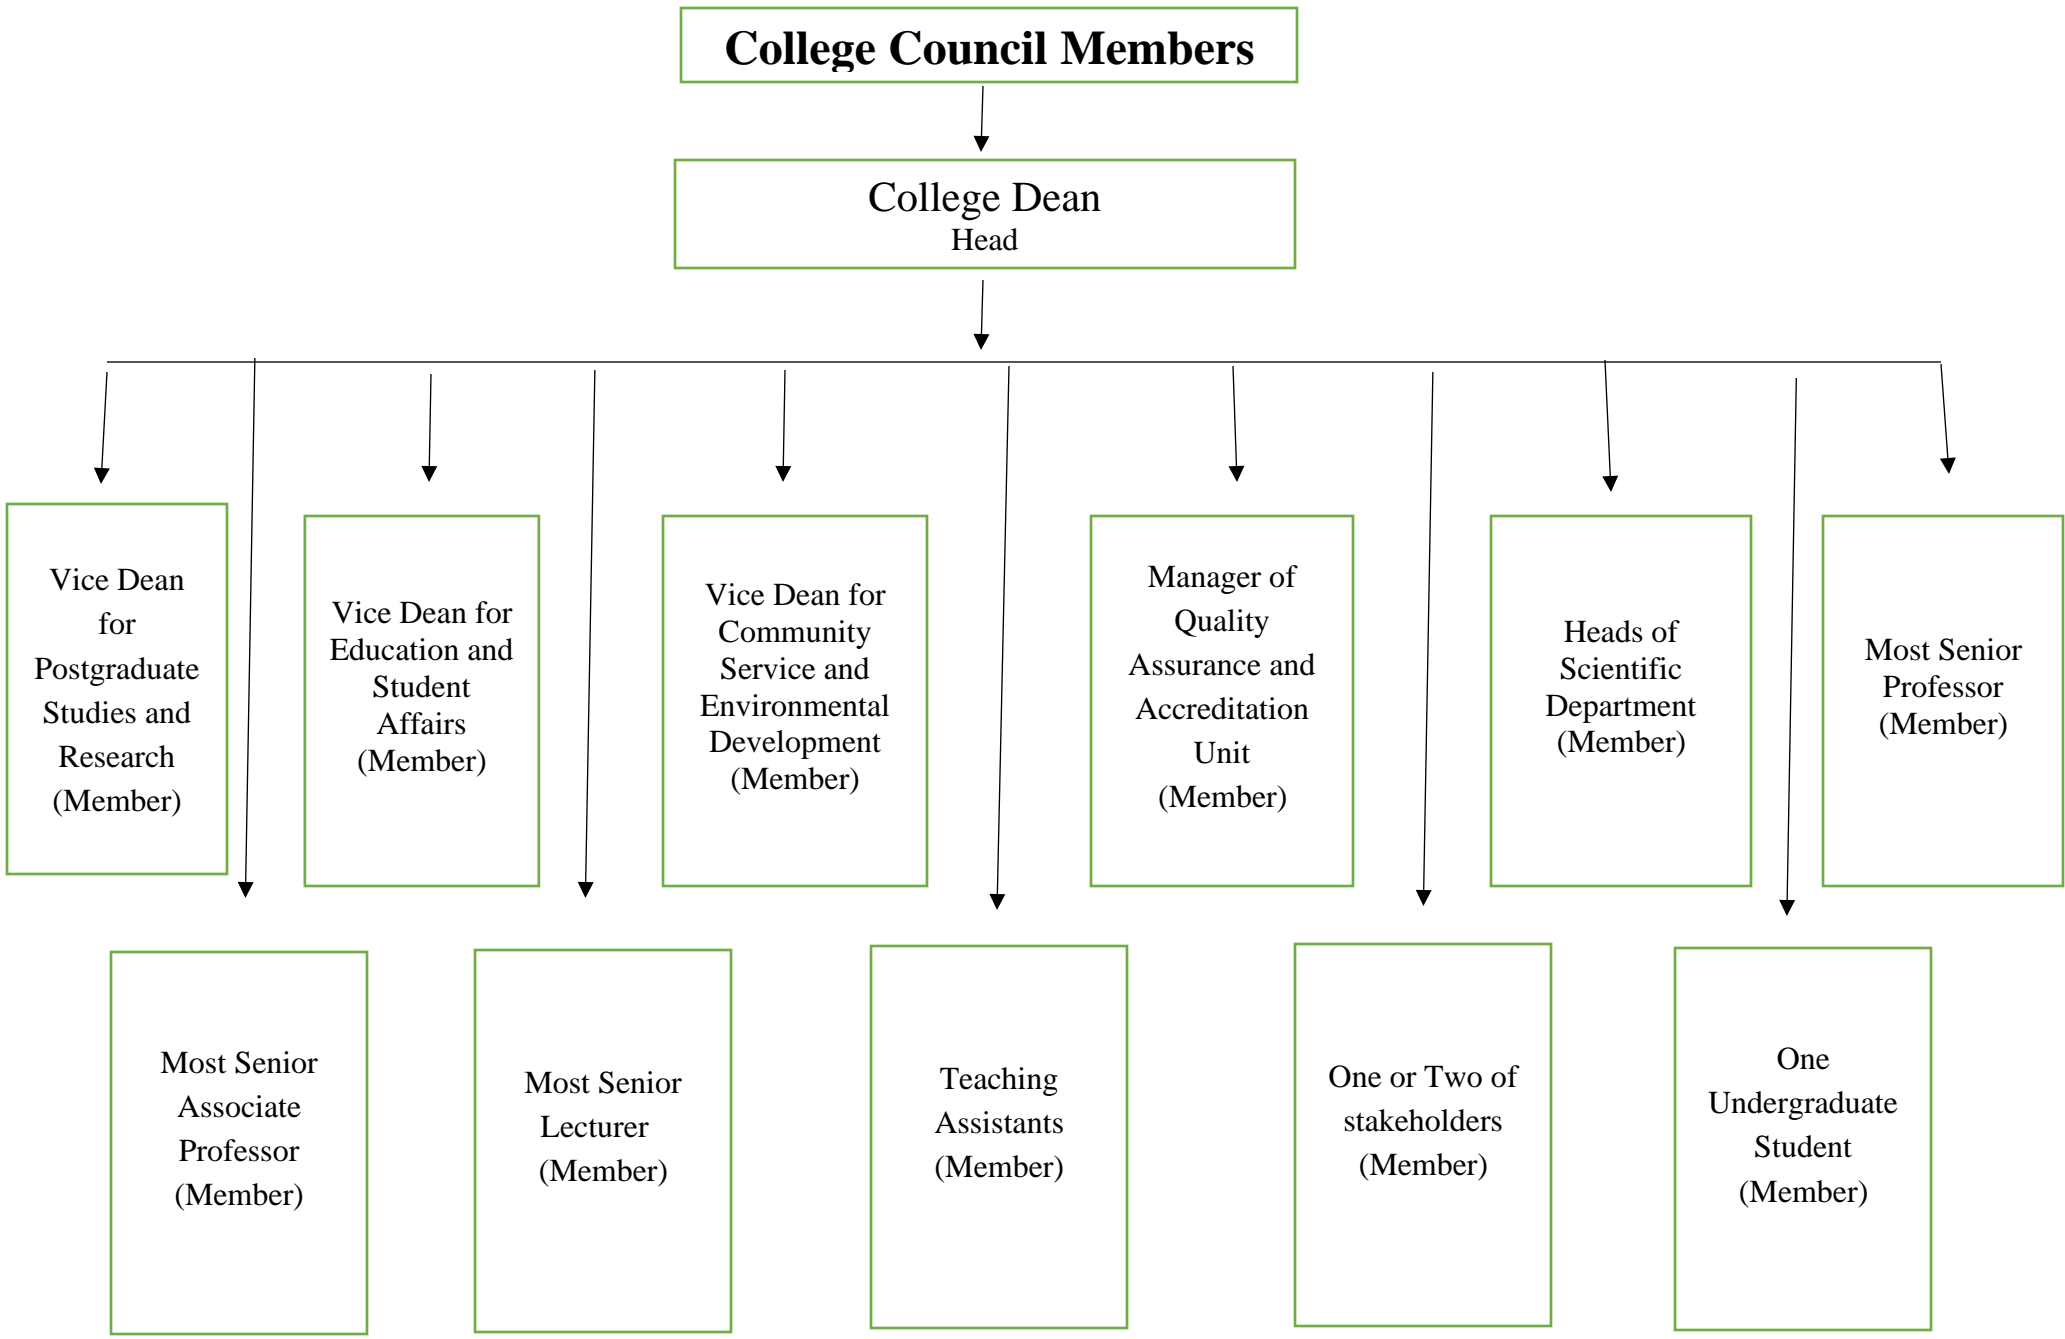 College Council Members
College Dean
Head
Vice Dean
for
Postgraduate
Studies and
Research
(Member)
Vice Dean for
Education and
Student
Affairs
(Member)
Vice Dean for
Community
Service and
Environmental
Development
(Member)
Manager of
Quality
Assurance and
Accreditation
Unit
(Member)
Heads of
Scientific
Department
(Member)
Most Senior
Professor
(Member)
Most Senior
Associate
Professor
(Member)
Most Senior
Lecturer
(Member)
Teaching
Assistants
(Member)
One or Two of
stakeholders
(Member)
One
Undergraduate
Student
(Member)